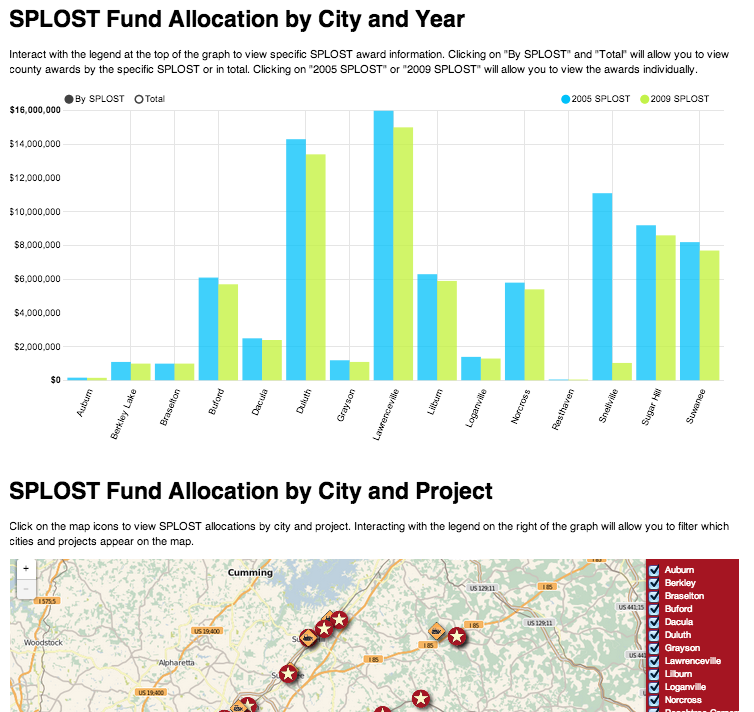 SPLOST Fund Allocation by City and Year
Interact with the legend at the top of the graph to view specific SPLOST award information. Clicking on "By SPLOST" and "Total" will allow you to view
county awards by the specific SPLOST or in total. Clicking on "2005 SPLOST" or "2009 SPLOST" will allow you to view the awards individually.
By SPLOST Total 2005 SPLOST 2009 SPLOST
$16,000,000
$14,000,000
$12,000,000
$10,000,000
$8,000,000
$6,000,000
$4,000,000
$2,000,000
$0
Auburn
Berkley Lake
Braselton
Buford
Dacula
Duluth
Grayson
Lawrenceville
Lilburn
Loganville
Norcross
Resthaven
Snellville
Sugar Hill
Suwanee
SPLOST Fund Allocation by City and Project
Click on the map icons to view SPLOST allocations by city and project. Interacting with the legend on the right of the graph will allow you to filter which
cities and projects appear on the map.
+
−
Cumming
I 575;5
US 19;400
Woodstock
Alpharetta
US 19;400
I 85
I 85
I 85
I 85
US 129;11
US 129;11
US 441;15
Auburn
Berkley
Braselton
Buford
Dacula
Duluth
Grayson
Lawrenceville
Lilburn
Loganville
Norcross